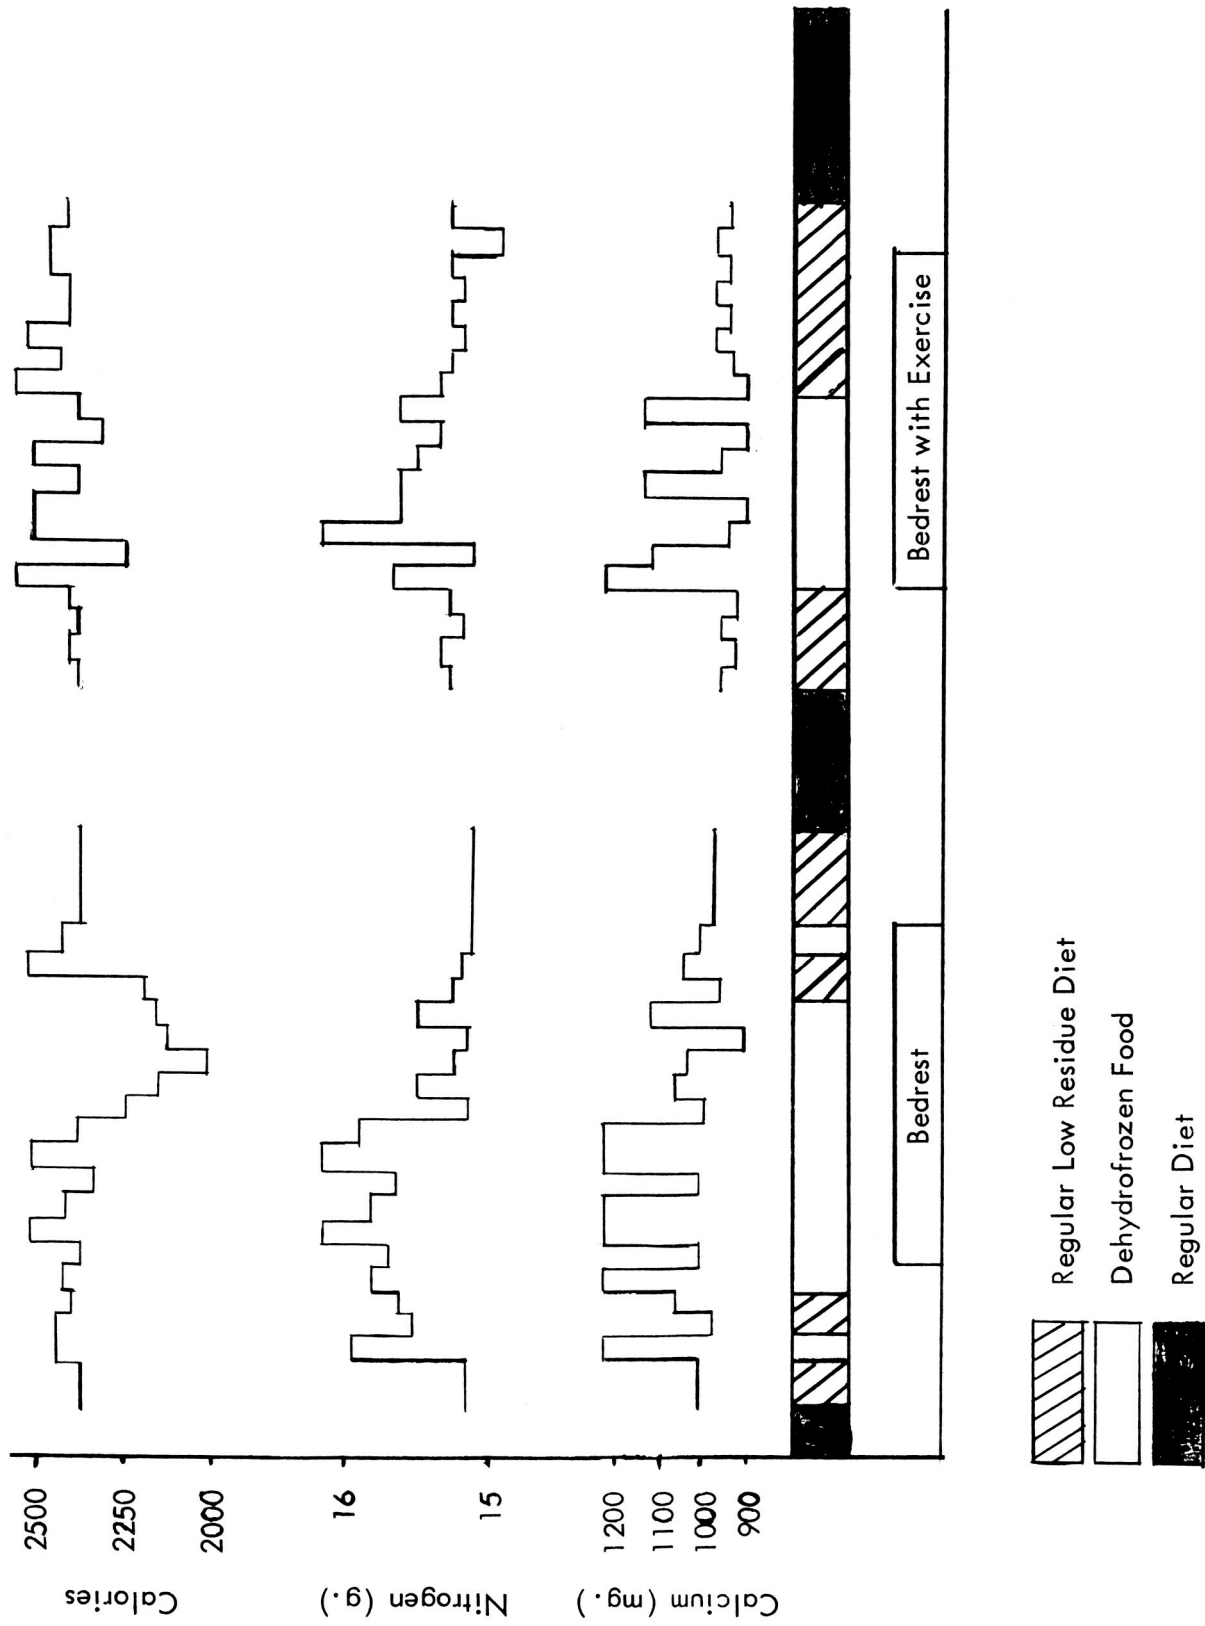 Calories
2500
2250
2000
Nitrogen (g.)
16
15
Calcium (mg.)
1200
1100
1000
900
Bedrest
Bedrest with Exercise
Regular Low Residue Diet
Dehydrofrozen Food
Regular Diet